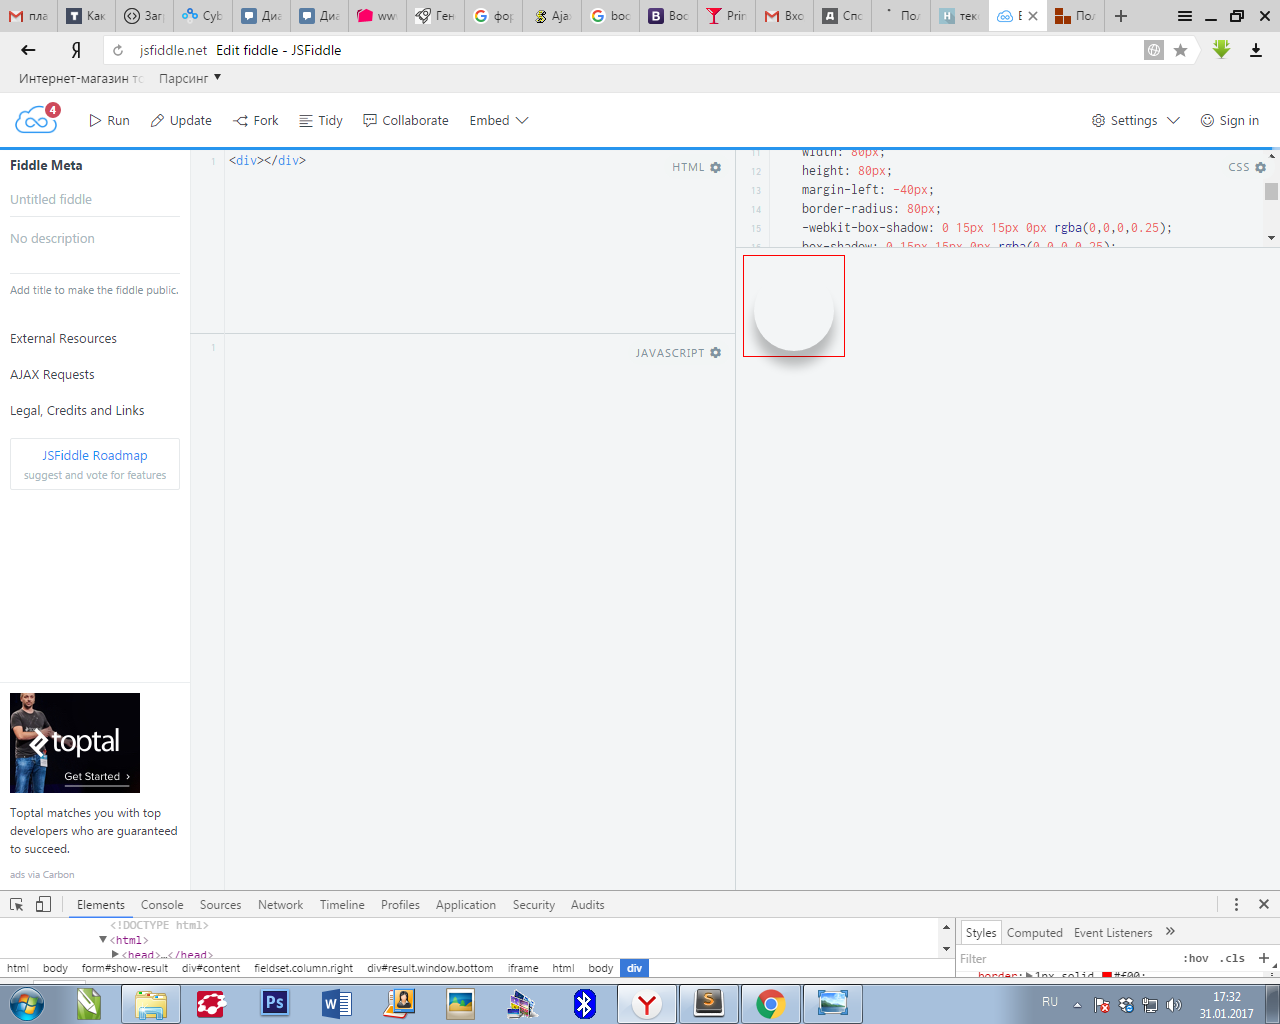 пла
Как
Загр
Cyb
Диа
Диа
www
Ген
фор
Aja
boo
Boo
Prin
Вхо
Спо
Пол
тек
Пол
jsfiddle.net Edit fiddle - JSFiddle
Интернет-магазин то
Парсинг
4
Run
Update
Fork
Tidy
Collaborate
Embed
Settings
Sign in
Fiddle Meta
Untitled fiddle
No description
Add title to make the fiddle public.
External Resources
AJAX Requests
Legal, Credits and Links
JSFiddle Roadmap
suggest and vote for features
toptal
Get Started ›
Toptal matches you with top
developers who are guaranteed
to succeed.
ads via Carbon
1 <div></div>
HTML
11 width: 80px;
12 height: 80px;
13 margin-left: -40px;
14 border-radius: 80px;
15 -webkit-box-shadow: 0 15px 15px 0px rgba(0,0,0,0.25);
16 box-shadow: 0 15px 15px 0px rgba(0,0,0,0.25);
CSS
1
JAVASCRIPT
Elements Console Sources Network Timeline Profiles Application Security Audits
<!DOCTYPE html>
<html>
<head>…</head>
html body form#show-result div#content fieldset.column.right div#result.window.bottom iframe html body div
Styles Computed Event Listeners »
Filter :hov .cls +
border: 1px solid #f00;
Ps
RU
17:32
31.01.2017